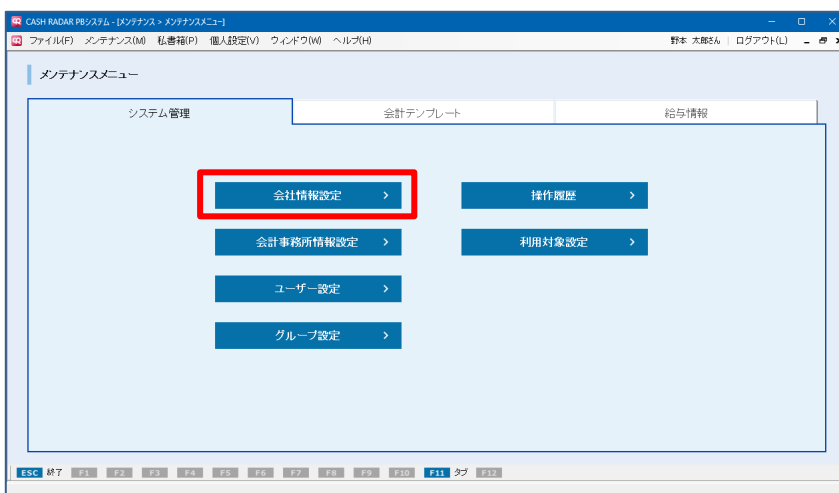 CASH RADAR PBシステム - [メンテナンス > メンテナンスメニュー]
ファイル(F) メンテナンス(M) 私書箱(P) 個人設定(V) ウィンドウ(W) ヘルプ(H) 野本 太郎さん ログアウト(L)
メンテナンスメニュー
システム管理 会計テンプレート 給与情報
会社情報設定 操作履歴
会計事務所情報設定 利用対象設定
ユーザー設定
グループ設定
ESC 終了 F1 F2 F3 F4 F5 F6 F7 F8 F9 F10 F11 タブ F12